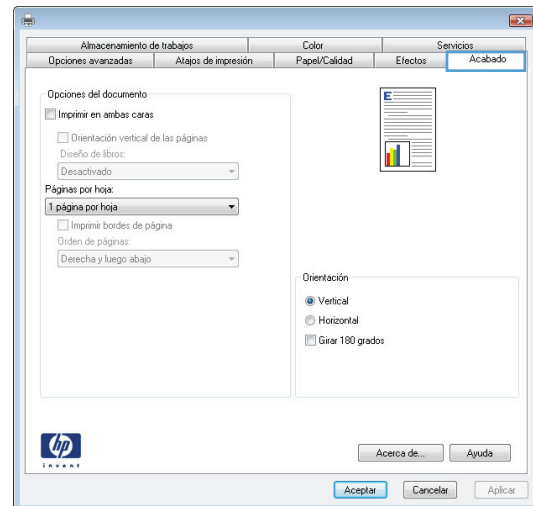 Almacenamiento de trabajos Color Servicios
Opciones avanzadas Atajos de impresión Papel/Calidad Efectos Acabado
Opciones del documento
Imprimir en ambas caras
Orientación vertical de las páginas
Diseño de libros:
Desactivado
Páginas por hoja:
1 página por hoja
Imprimir bordes de página
Orden de páginas:
Derecha y luego abajo
E
Orientación
Vertical
Horizontal
Girar 180 grados
hp
invent
Acerca de... Ayuda
Aceptar Cancelar Aplicar